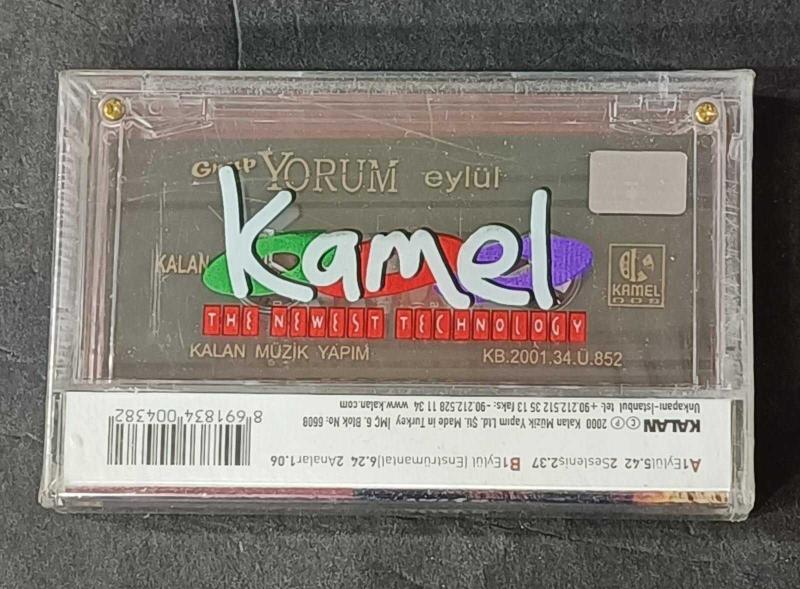 Grup YORUM eylül
KALAN
Kamel
KAMEL
THE NEWEST TECHNOLOGY
KALAN MÜZİK YAPIM KB.2001.34.Ü.852
A1Eylül5.42 2Sesleniş2.37 B1Eylül (Enstrümantal)6.24 2Analar1.06
KALAN ©℗ 2000 Kalan Müzik Yapım Ltd. Şti. Made in Turkey IMÇ 6. Blok No: 6608
Unkapanı-İstanbul tel: +90.212.512 35 13 faks: -90.212.528 11 34 www.kalan.com
8 691834 004382